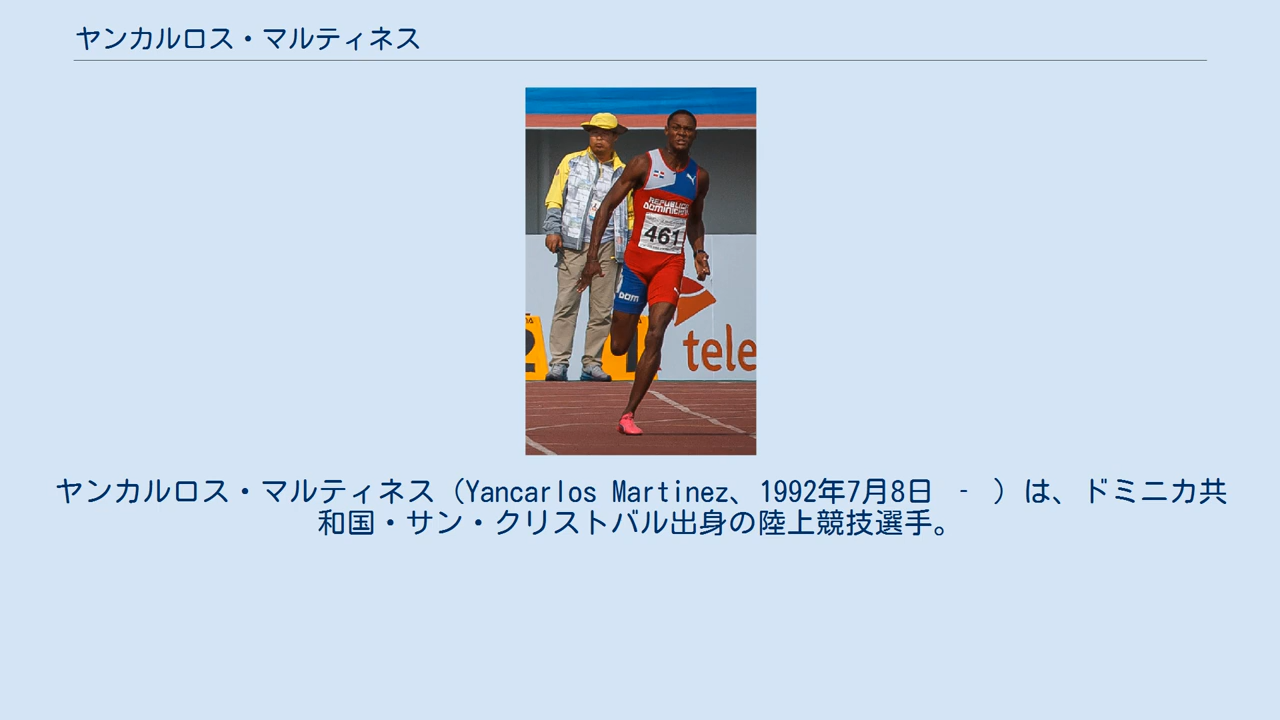 ヤンカルロス・マルティネス
REPUBLICA
DOMINICANA
461
DOM
tele
ヤンカルロス・マルティネス（Yancarlos Martinez、1992年7月8日 - ）は、ドミニカ共
和国・サン・クリストバル出身の陸上競技選手。